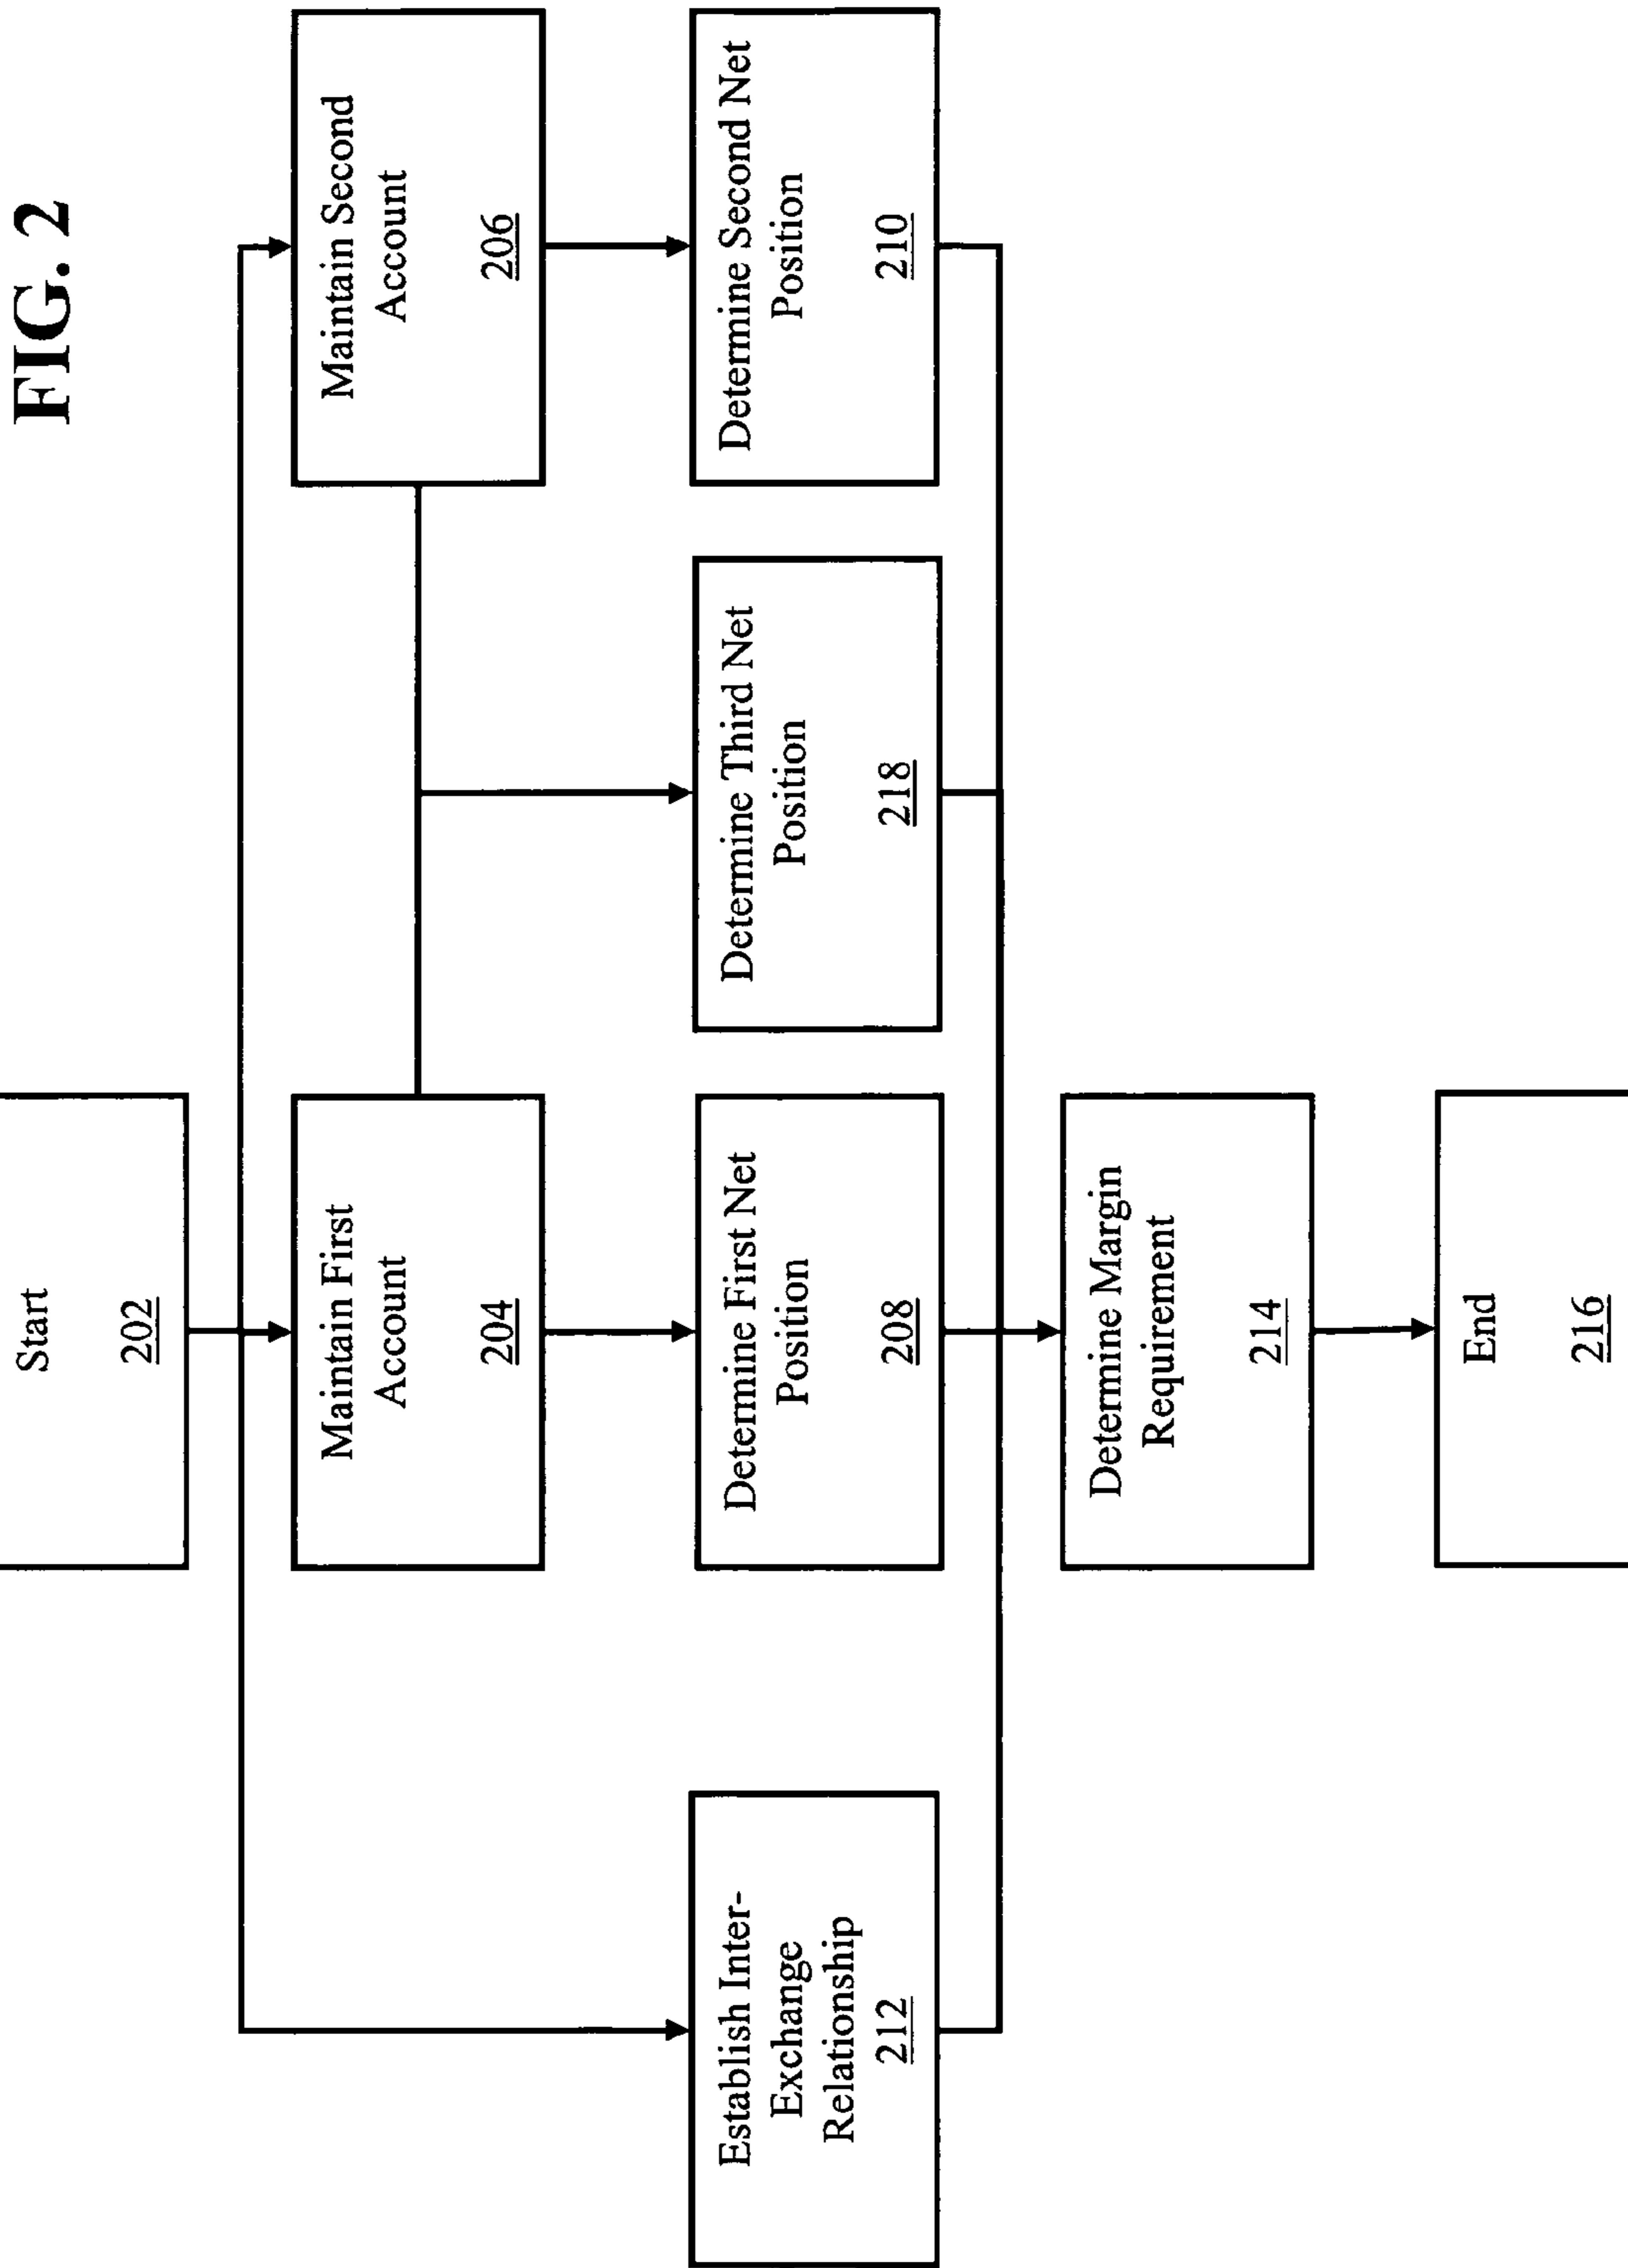 FIG. 2
Start
202
Maintain First
Account
204
Maintain Second
Account
206
Establish Inter-
Exchange
Relationship
212
Determine First Net
Position
208
Determine Third Net
Position
218
Determine Second Net
Position
210
Determine Margin
Requirement
214
End
216